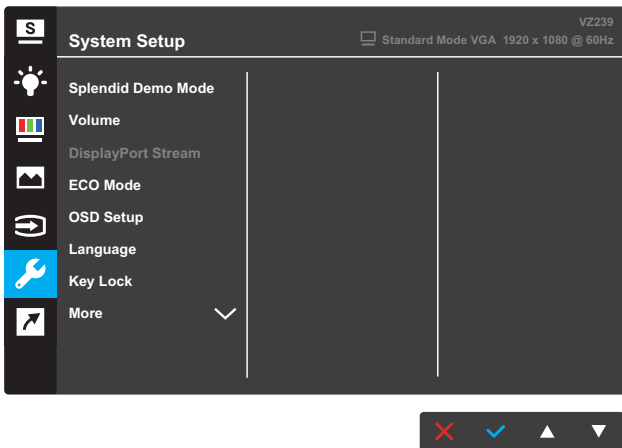 S
VZ239
System Setup
Standard Mode VGA 1920 x 1080 @ 60Hz
Splendid Demo Mode
Volume
DisplayPort Stream
ECO Mode
OSD Setup
Language
Key Lock
More